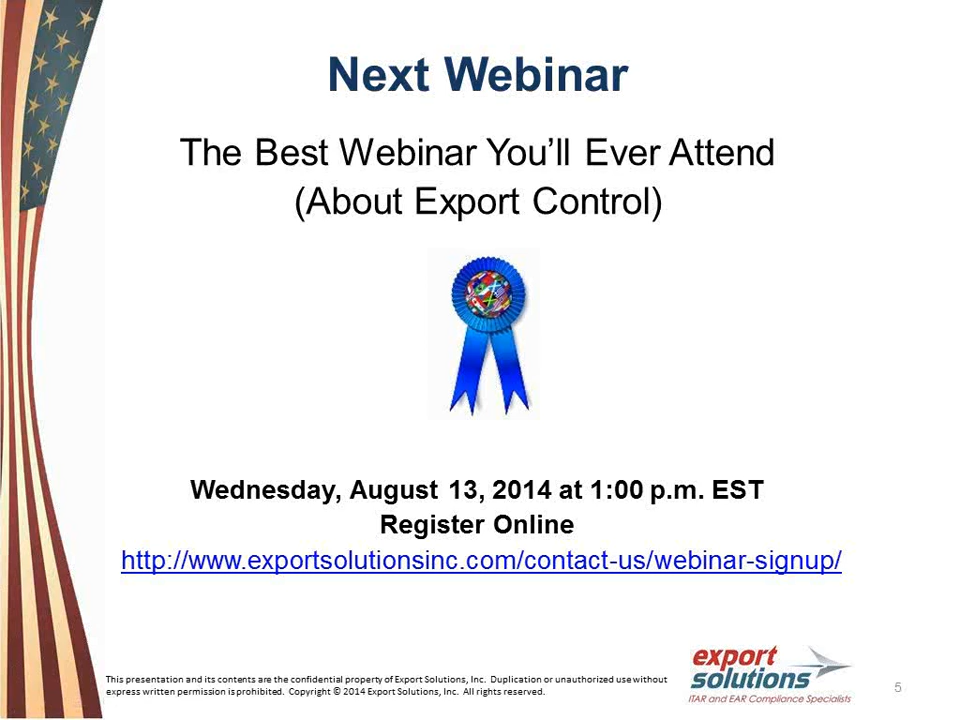 Next Webinar
The Best Webinar You’ll Ever Attend
(About Export Control)
Wednesday, August 13, 2014 at 1:00 p.m. EST
Register Online
http://www.exportsolutionsinc.com/contact-us/webinar-signup/
This presentation and its contents are the confidential property of Export Solutions, Inc. Duplication or unauthorized use without
express written permission is prohibited. Copyright © 2014 Export Solutions, Inc. All rights reserved.
export
solutions
ITAR and EAR Compliance Specialists
5